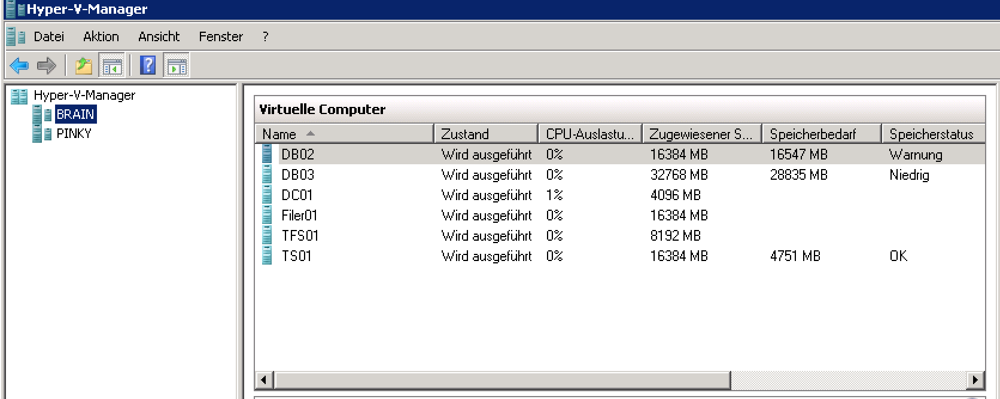 Hyper-V-Manager
Datei Aktion Ansicht Fenster ?
?
Hyper-V-Manager
BRAIN
PINKY
Virtuelle Computer
Name Zustand CPU-Auslastu... Zugewiesener S... Speicherbedarf Speicherstatus
DB02 Wird ausgeführt 0% 16384 MB 16547 MB Warnung
DB03 Wird ausgeführt 0% 32768 MB 28835 MB Niedrig
DC01 Wird ausgeführt 1% 4096 MB
Filer01 Wird ausgeführt 0% 16384 MB
TFS01 Wird ausgeführt 0% 8192 MB
TS01 Wird ausgeführt 0% 16384 MB 4751 MB OK